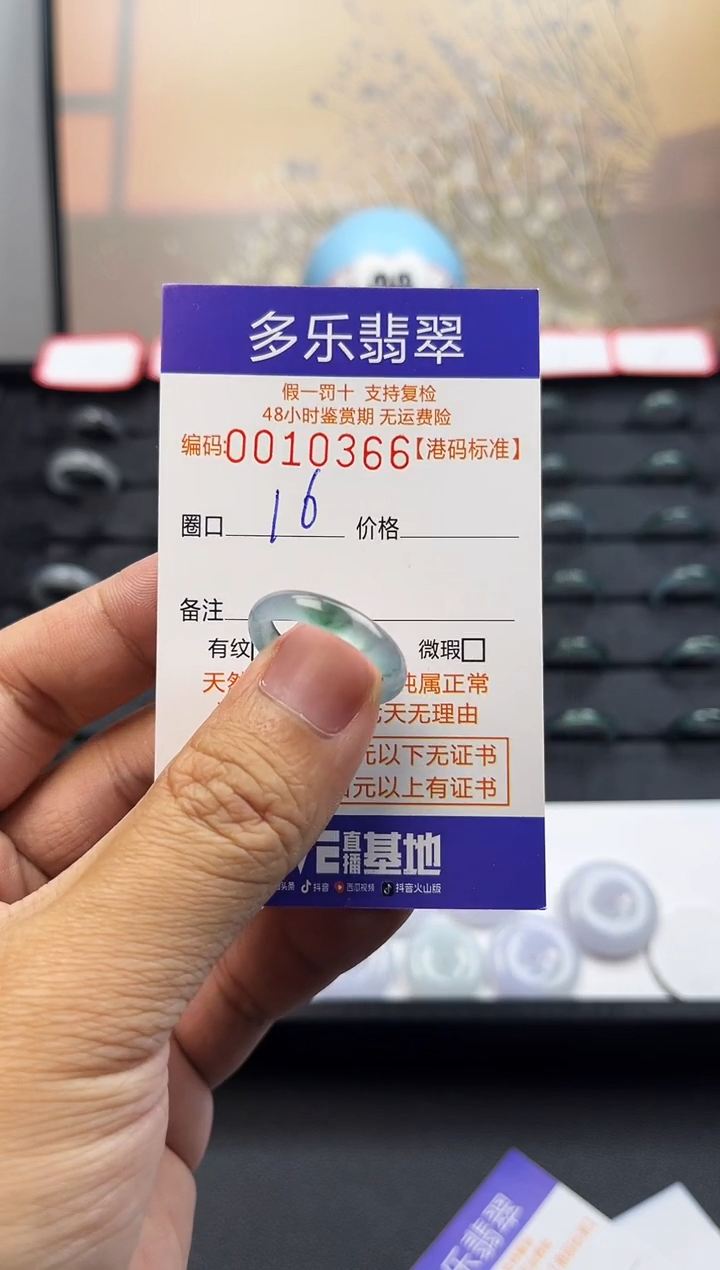 多乐翡翠
假一罚十 支持复检
48小时鉴赏期 无运费险
编码:0010366【港码标准】
圈口 16 价格
备注
有纹 微瑕□
天然 纯属正常
天无理由
元以下无证书
元以上有证书
VE直播基地
头条 抖音 西瓜视频 抖音火山版
乐翡翠